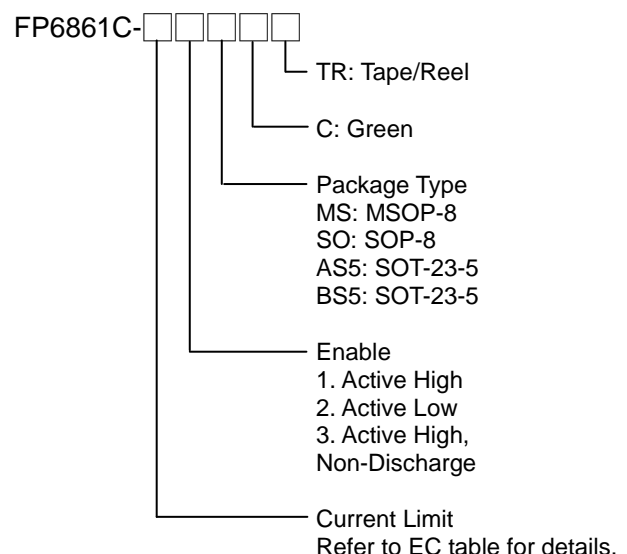 FP6861C-
TR: Tape/Reel
C: Green
Package Type
MS: MSOP-8
SO: SOP-8
AS5: SOT-23-5
BS5: SOT-23-5
Enable
1. Active High
2. Active Low
3. Active High,
Non-Discharge
Current Limit
Refer to EC table for details.